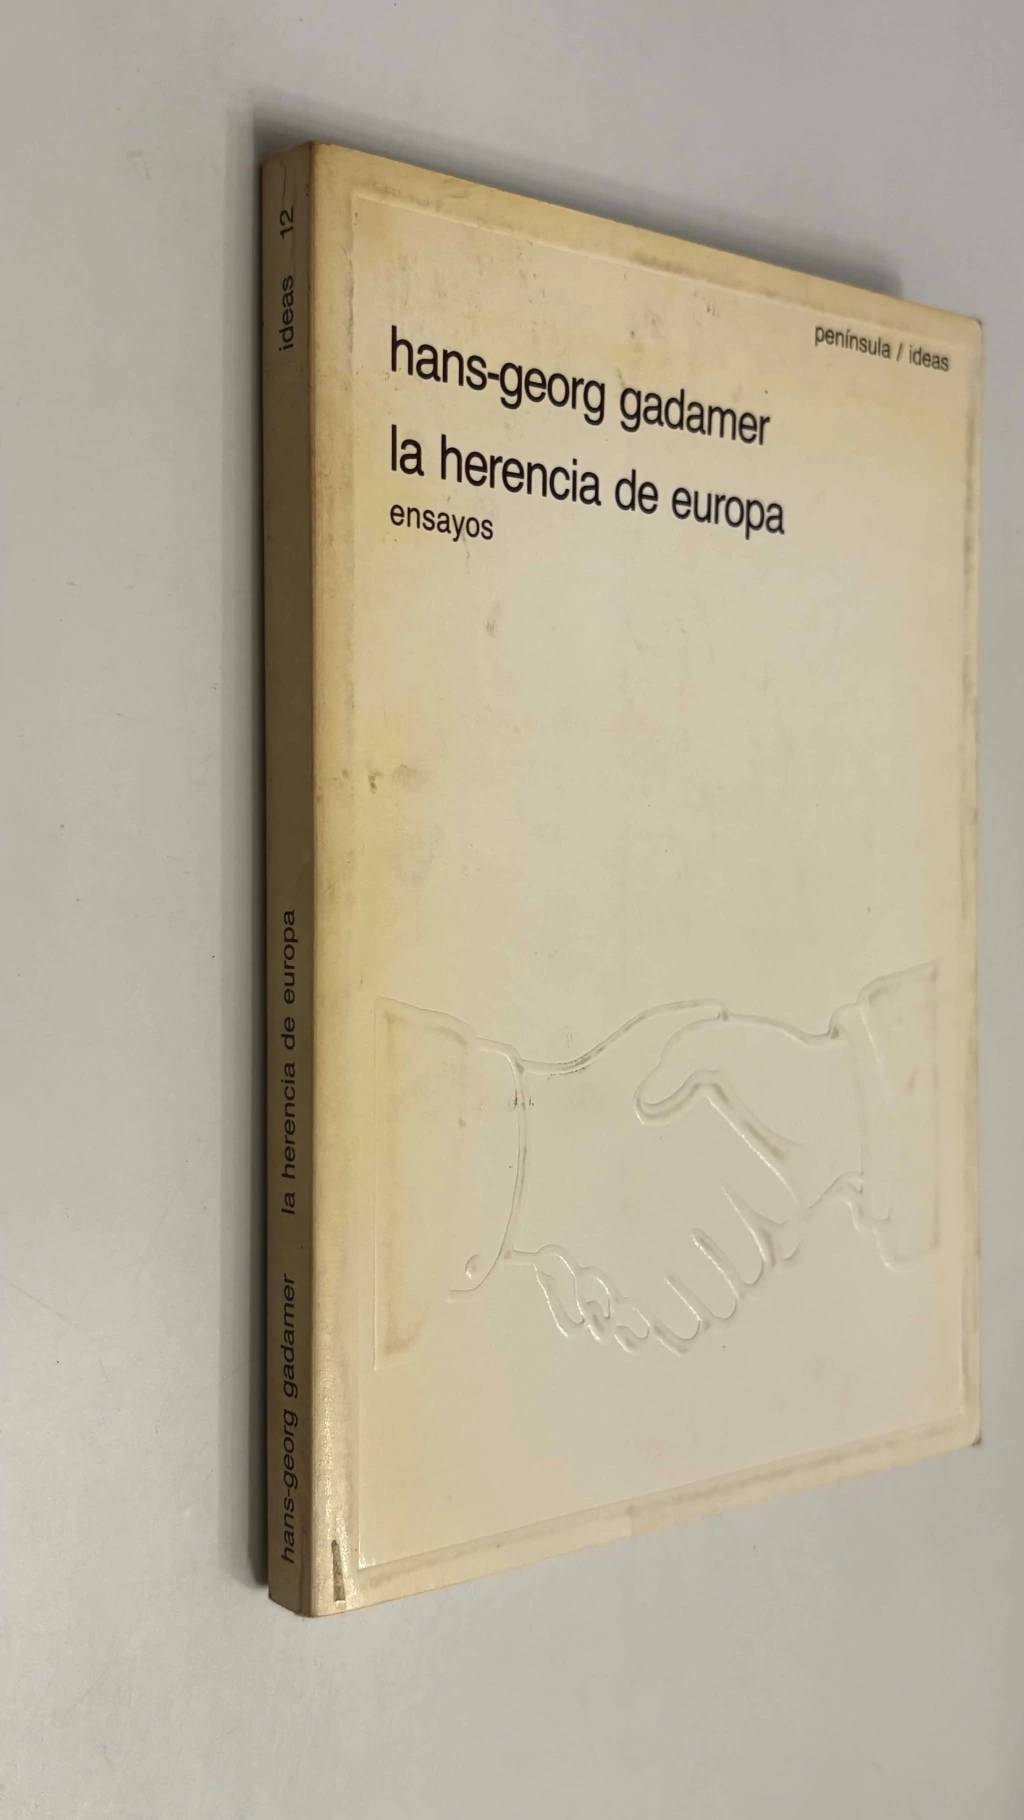 península / ideas
hans-georg gadamer
la herencia de europa
ensayos
hans-georg gadamer la herencia de europa ideas 12